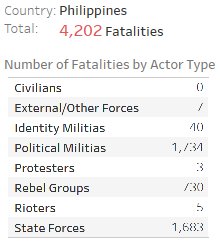 Country: Philippines
Total: 4,202 Fatalities
Number of Fatalities by Actor Type
Civilians 0
External/Other Forces 7
Identity Militias 40
Political Militias 1,734
Protesters 3
Rebel Groups 730
Rioters 5
State Forces 1,683